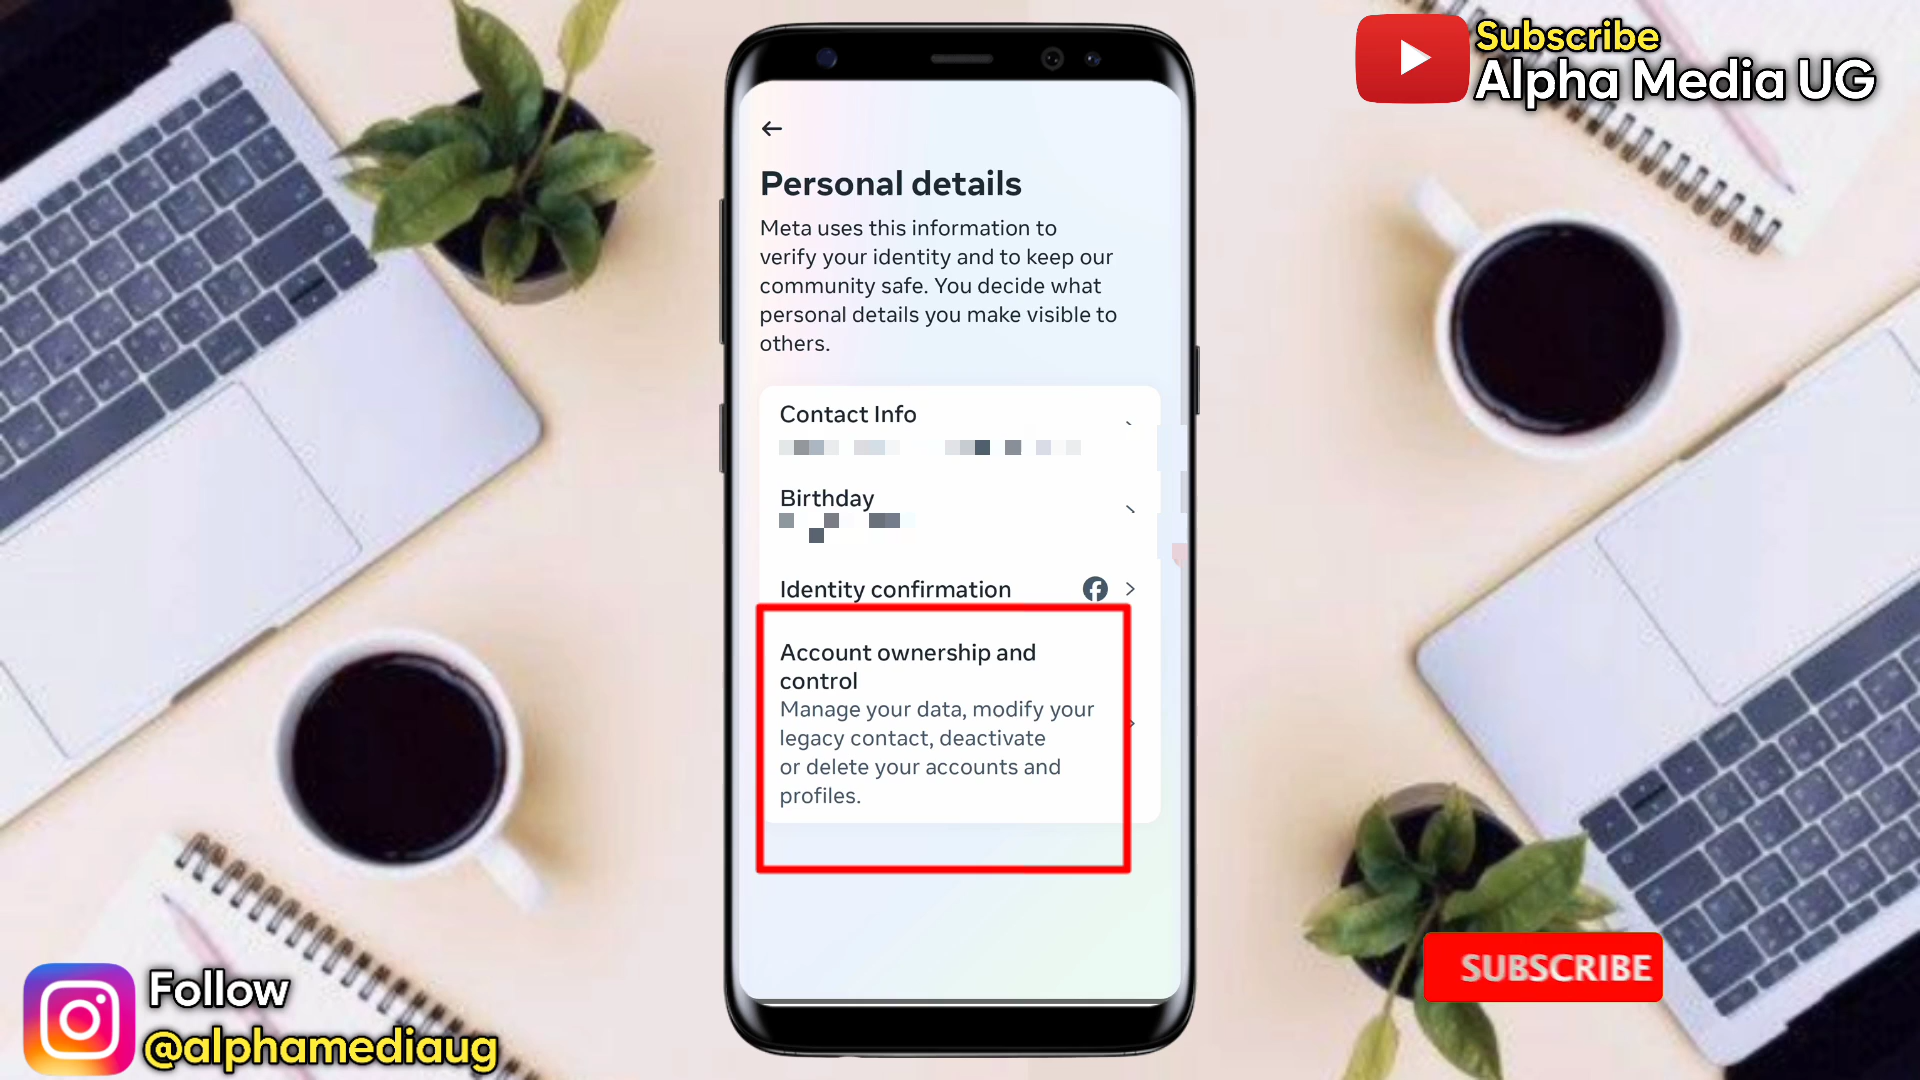 Subscribe
Alpha Media UG
Personal details
Meta uses this information to
verify your identity and to keep our
community safe. You decide what
personal details you make visible to
others.
Contact Info
Birthday
Identity confirmation
Account ownership and
control
Manage your data, modify your
legacy contact, deactivate
or delete your accounts and
profiles.
SUBSCRIBE
Follow
@alphamediaug